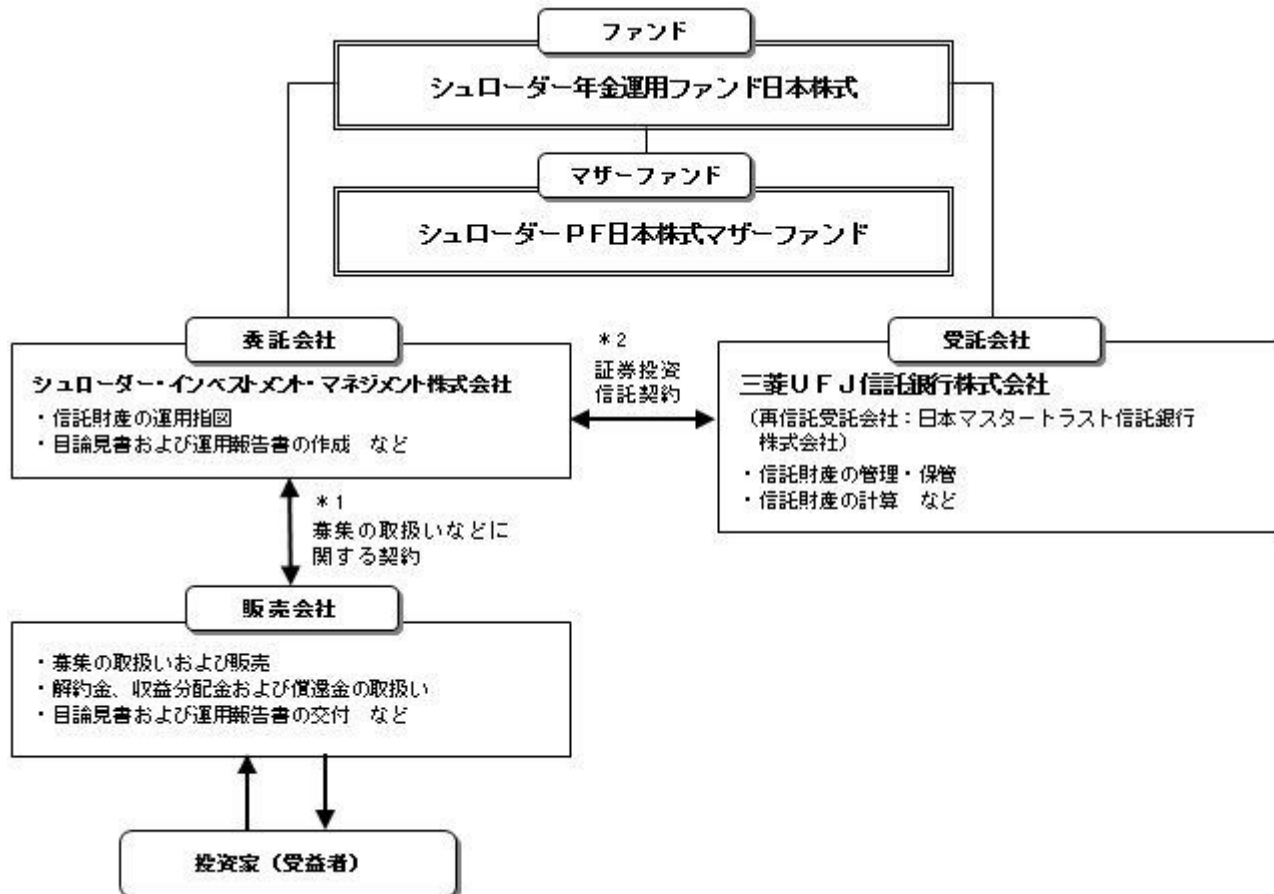 ファンド
シュローダー年金運用ファンド日本株式
マザーファンド
シュローダーPF日本株式マザーファンド
委託会社
シュローダー・インベストメント・マネジメント株式会社
・信託財産の運用指図
・目論見書および運用報告書の作成 など
*2
証券投資
信託契約
受託会社
三菱UFJ信託銀行株式会社
(再信託受託会社:日本マスタートラスト信託銀行
株式会社)
・信託財産の管理・保管
・信託財産の計算 など
*1
募集の取扱いなどに
関する契約
販売会社
・募集の取扱いおよび販売
・解約金、収益分配金および償還金の取扱い
・目論見書および運用報告書の交付 など
投資家(受益者)